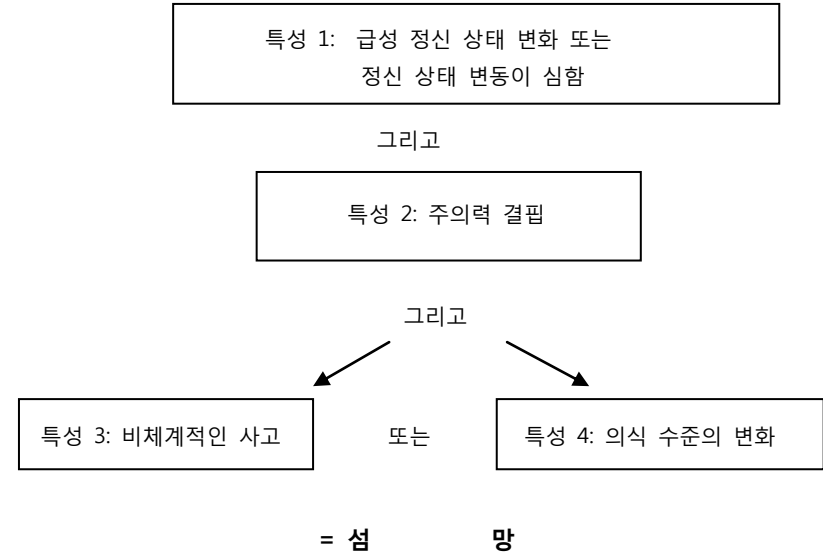 특성 1: 급성 정신 상태 변화 또는
정신 상태 변동이 심함
그리고
특성 2: 주의력 결핍
그리고
특성 3: 비체계적인 사고 또는 특성 4: 의식 수준의 변화
= 섬 망